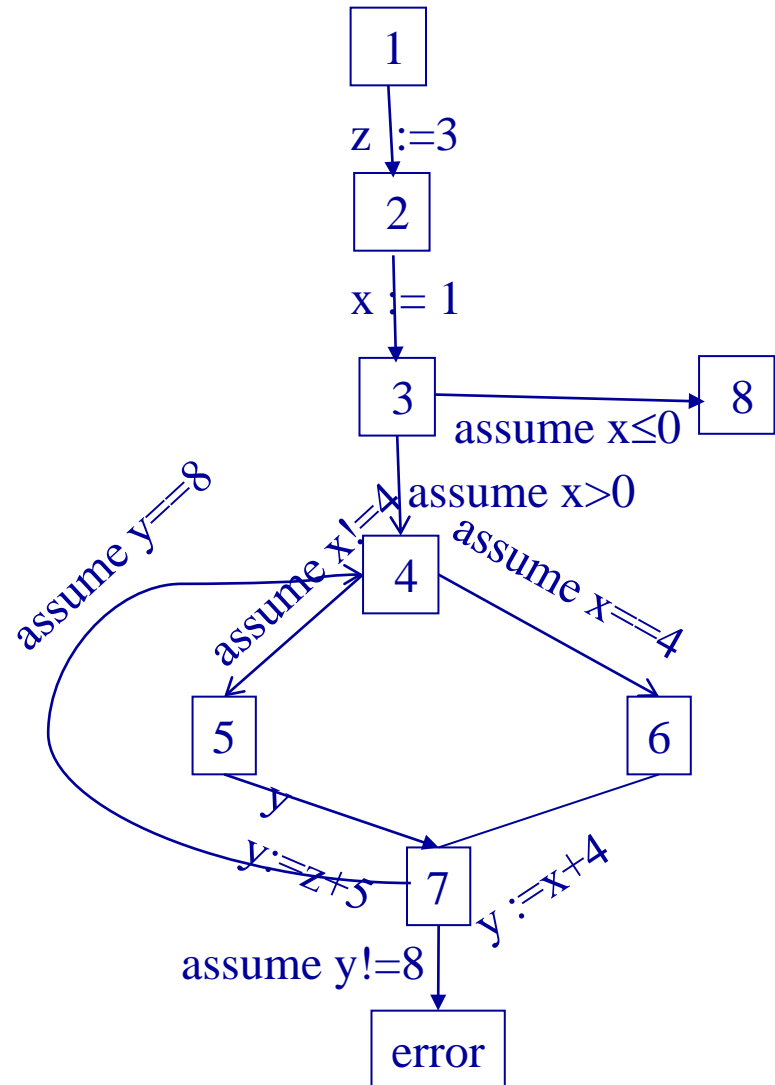 1
z :=3
2
x := 1
3
8
assume x≤0
assume x>0
assume y==8
assume x!=4
assume x==4
4
5
6
y
y:=z+5
7
y :=x+4
assume y!=8
error